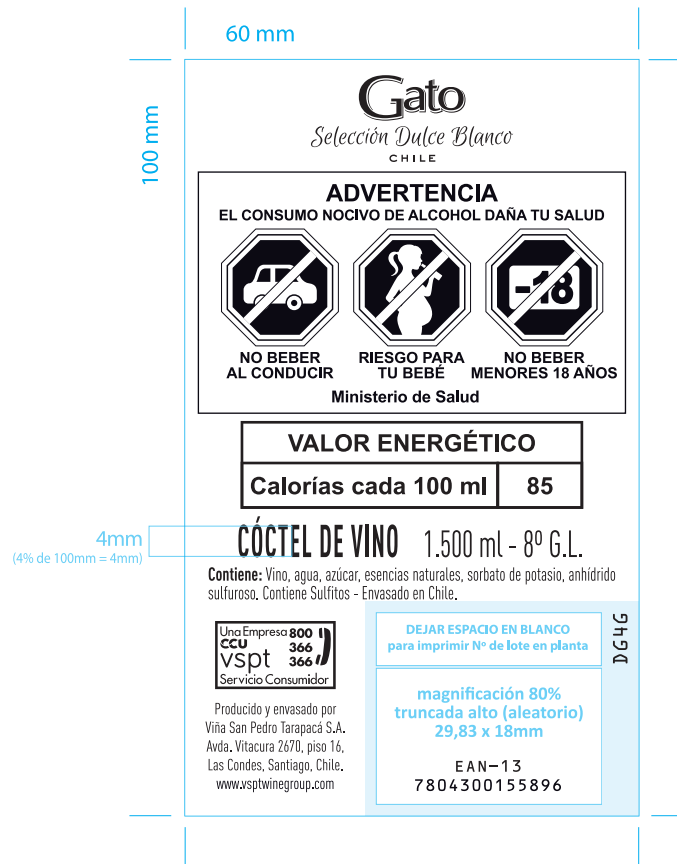 60 mm
100 mm
Gato
Selección Dulce Blanco
CHILE
ADVERTENCIA
EL CONSUMO NOCIVO DE ALCOHOL DAÑA TU SALUD
-18
NO BEBER
AL CONDUCIR
RIESGO PARA
TU BEBÉ
NO BEBER
MENORES 18 AÑOS
Ministerio de Salud
VALOR ENERGÉTICO
Calorías cada 100 ml 85
4mm
(4% de 100mm = 4mm)
CÓCTEL DE VINO 1.500 ml - 8º G.L.
Contiene: Vino, agua, azúcar, esencias naturales, sorbato de potasio, anhídrido
sulfuroso. Contiene Sulfitos - Envasado en Chile.
Una Empresa 800
CCU 366
vspt 366
Servicio Consumidor
Producido y envasado por
Viña San Pedro Tarapacá S.A.
Avda. Vitacura 2670, piso 16,
Las Condes, Santiago, Chile.
www.vsptwinegroup.com
DEJAR ESPACIO EN BLANCO
para imprimir Nº de lote en planta
DG4G
magnificación 80%
truncada alto (aleatorio)
29,83 x 18mm
EAN-13
7804300155896